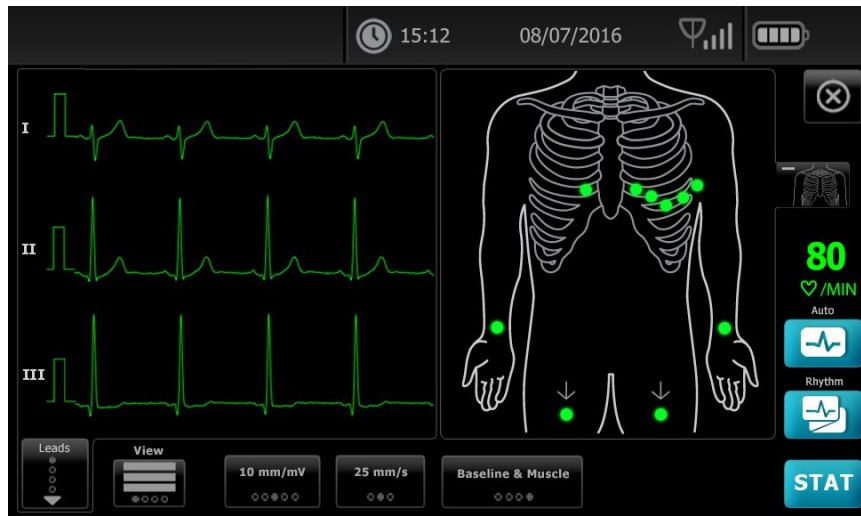 15:12 08/07/2016
I
II
III
80
/MIN
Auto
Rhythm
Leads
View
10 mm/mV
25 mm/s
Baseline & Muscle
STAT